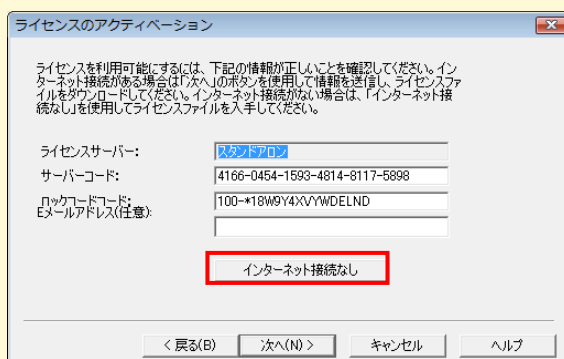 ライセンスのアクティベーション
ライセンスを利用可能にするには、下記の情報が正しいことを確認してください。イン
ターネット接続がある場合は「次へ」のボタンを使用して情報を送信し、ライセンスファ
イルをダウンロードしてください。インターネット接続がない場合は、「インターネット接
続なし」を使用してライセンスファイルを入手してください。
ライセンスサーバー: スタンドアロン
サーバーコード: 4166-0454-1593-4814-8117-5898
ロックコードコード: 100-*18W9Y4XVYWDELND
Eメールアドレス(任意):
インターネット接続なし
< 戻る(B) 次へ(N) > キャンセル ヘルプ